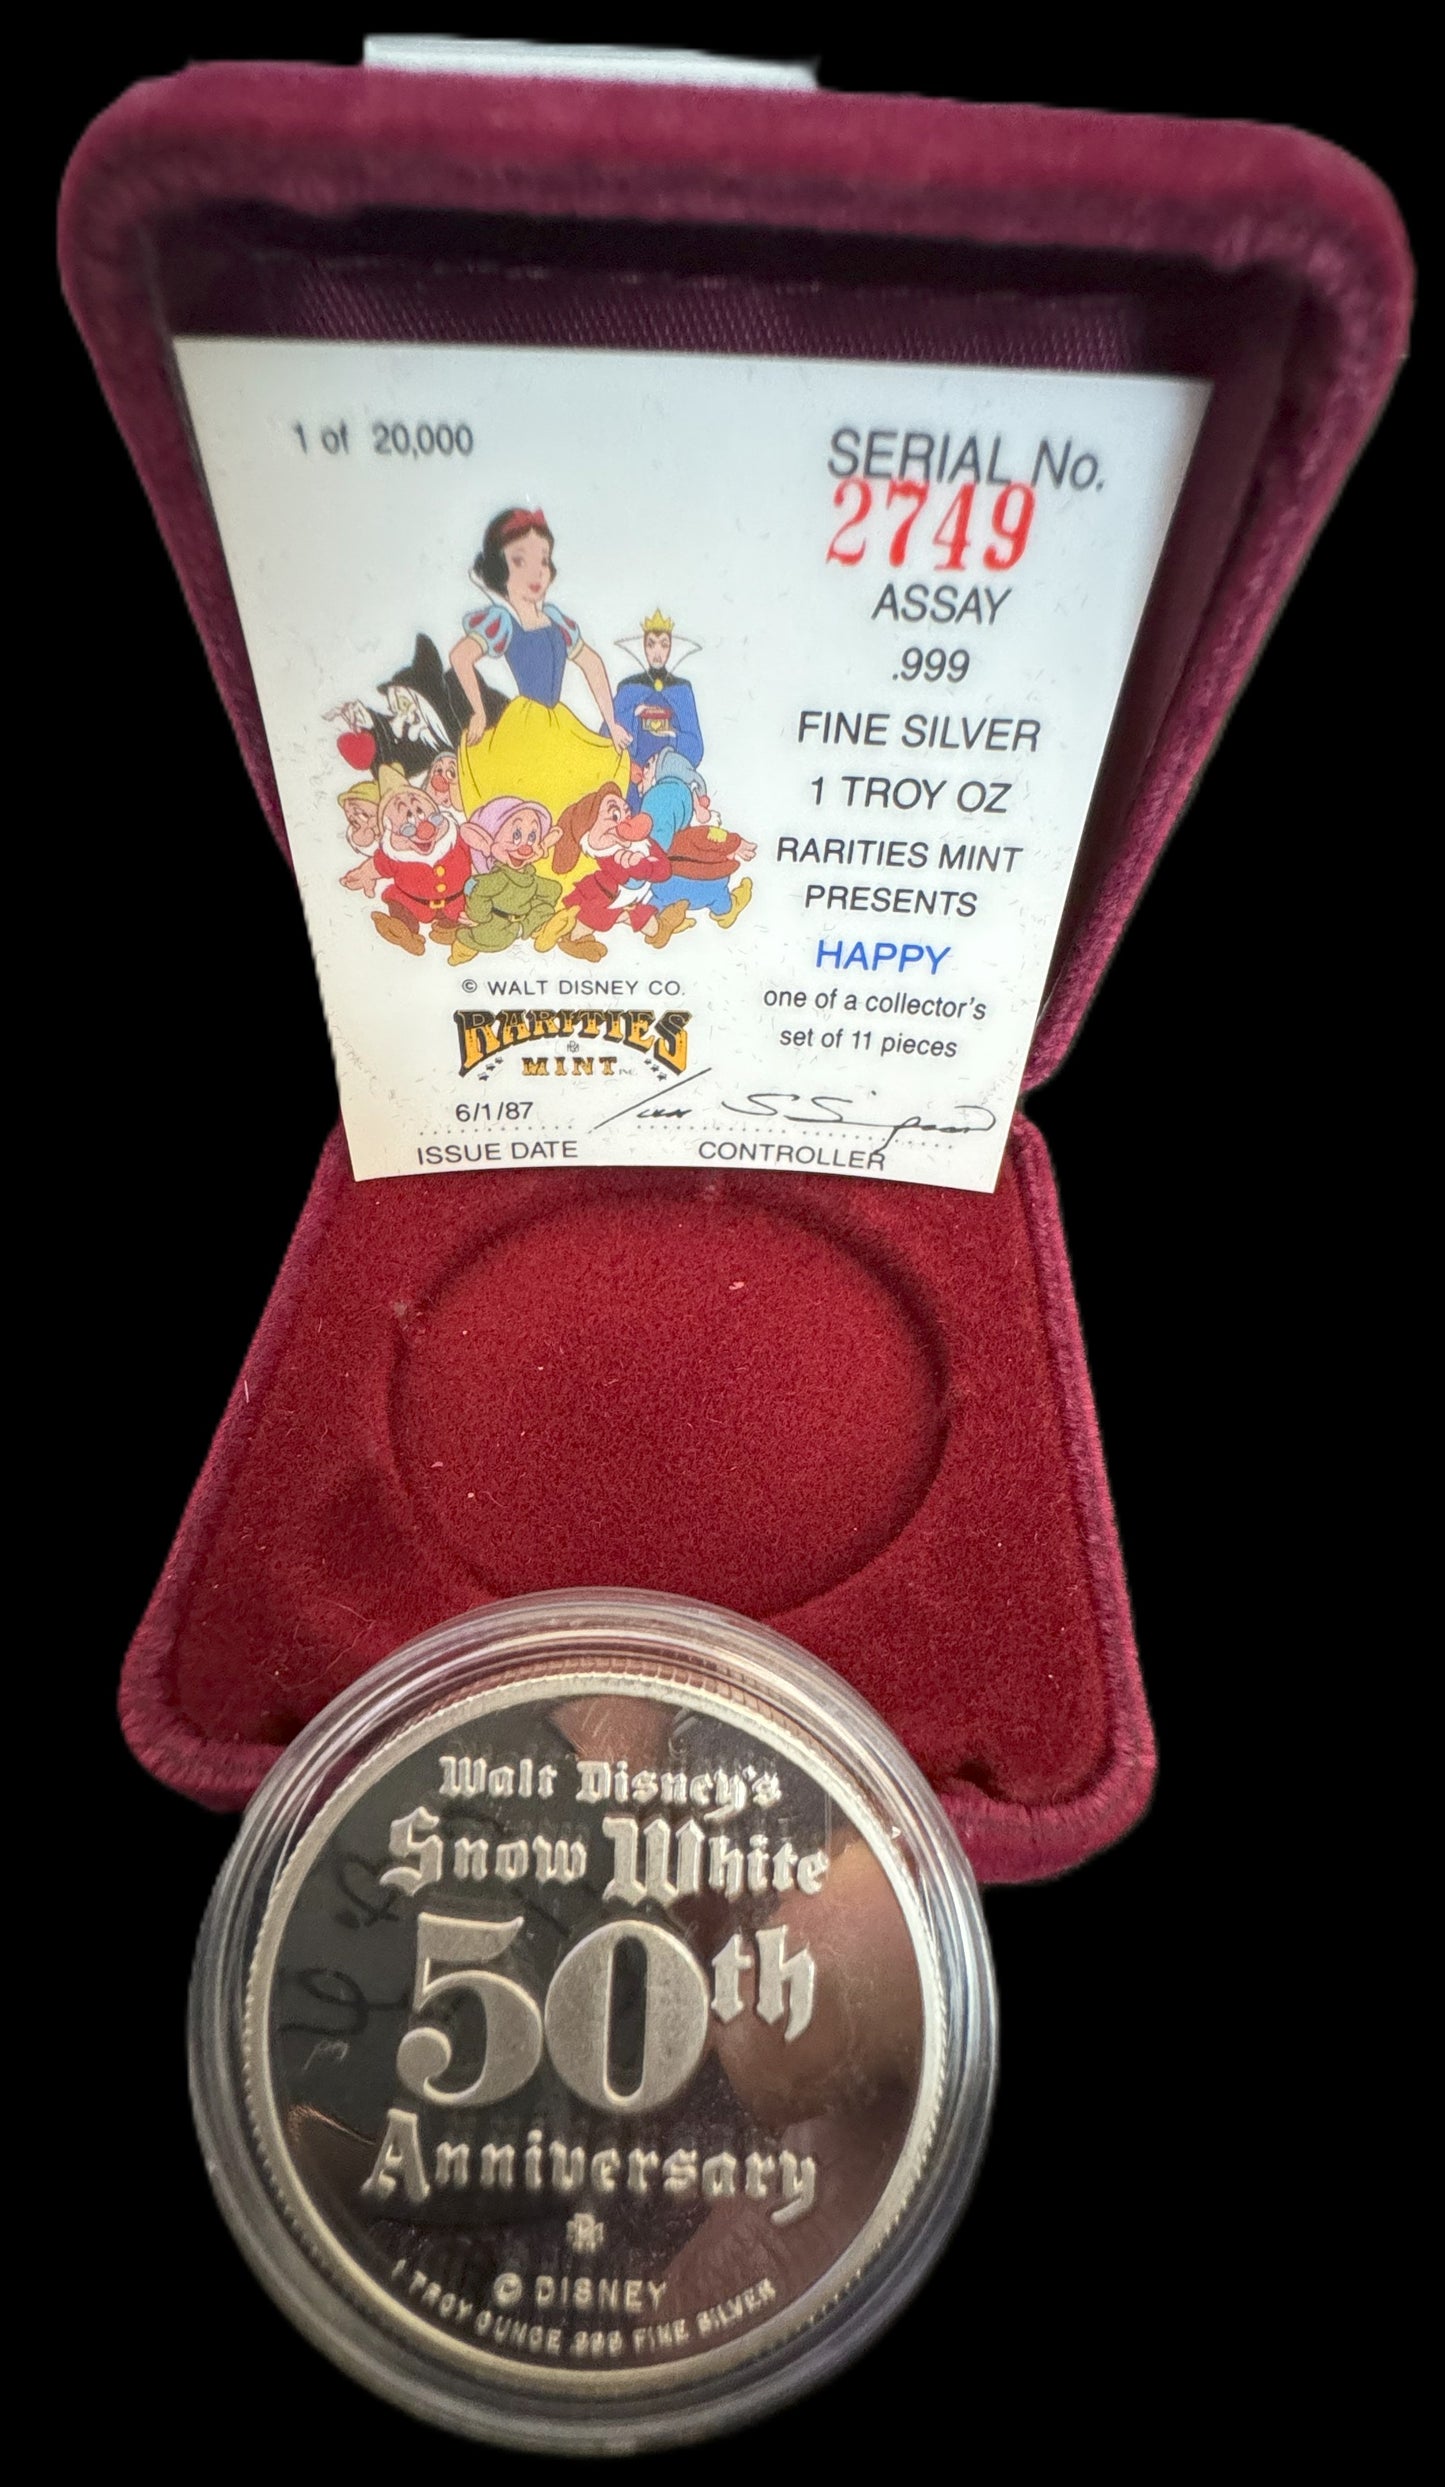 1 of 20,000
SERIAL No.
2749
ASSAY
.999
FINE SILVER
1 TROY OZ
RARITIES MINT
PRESENTS
HAPPY
one of a collector's
set of 11 pieces
© WALT DISNEY CO.
RARITIES
MINT INC.
6/1/87
ISSUE DATE
CONTROLLER
Walt Disney's
Snow White
50th
Anniversary
© DISNEY
1 TROY OUNCE .999 FINE SILVER